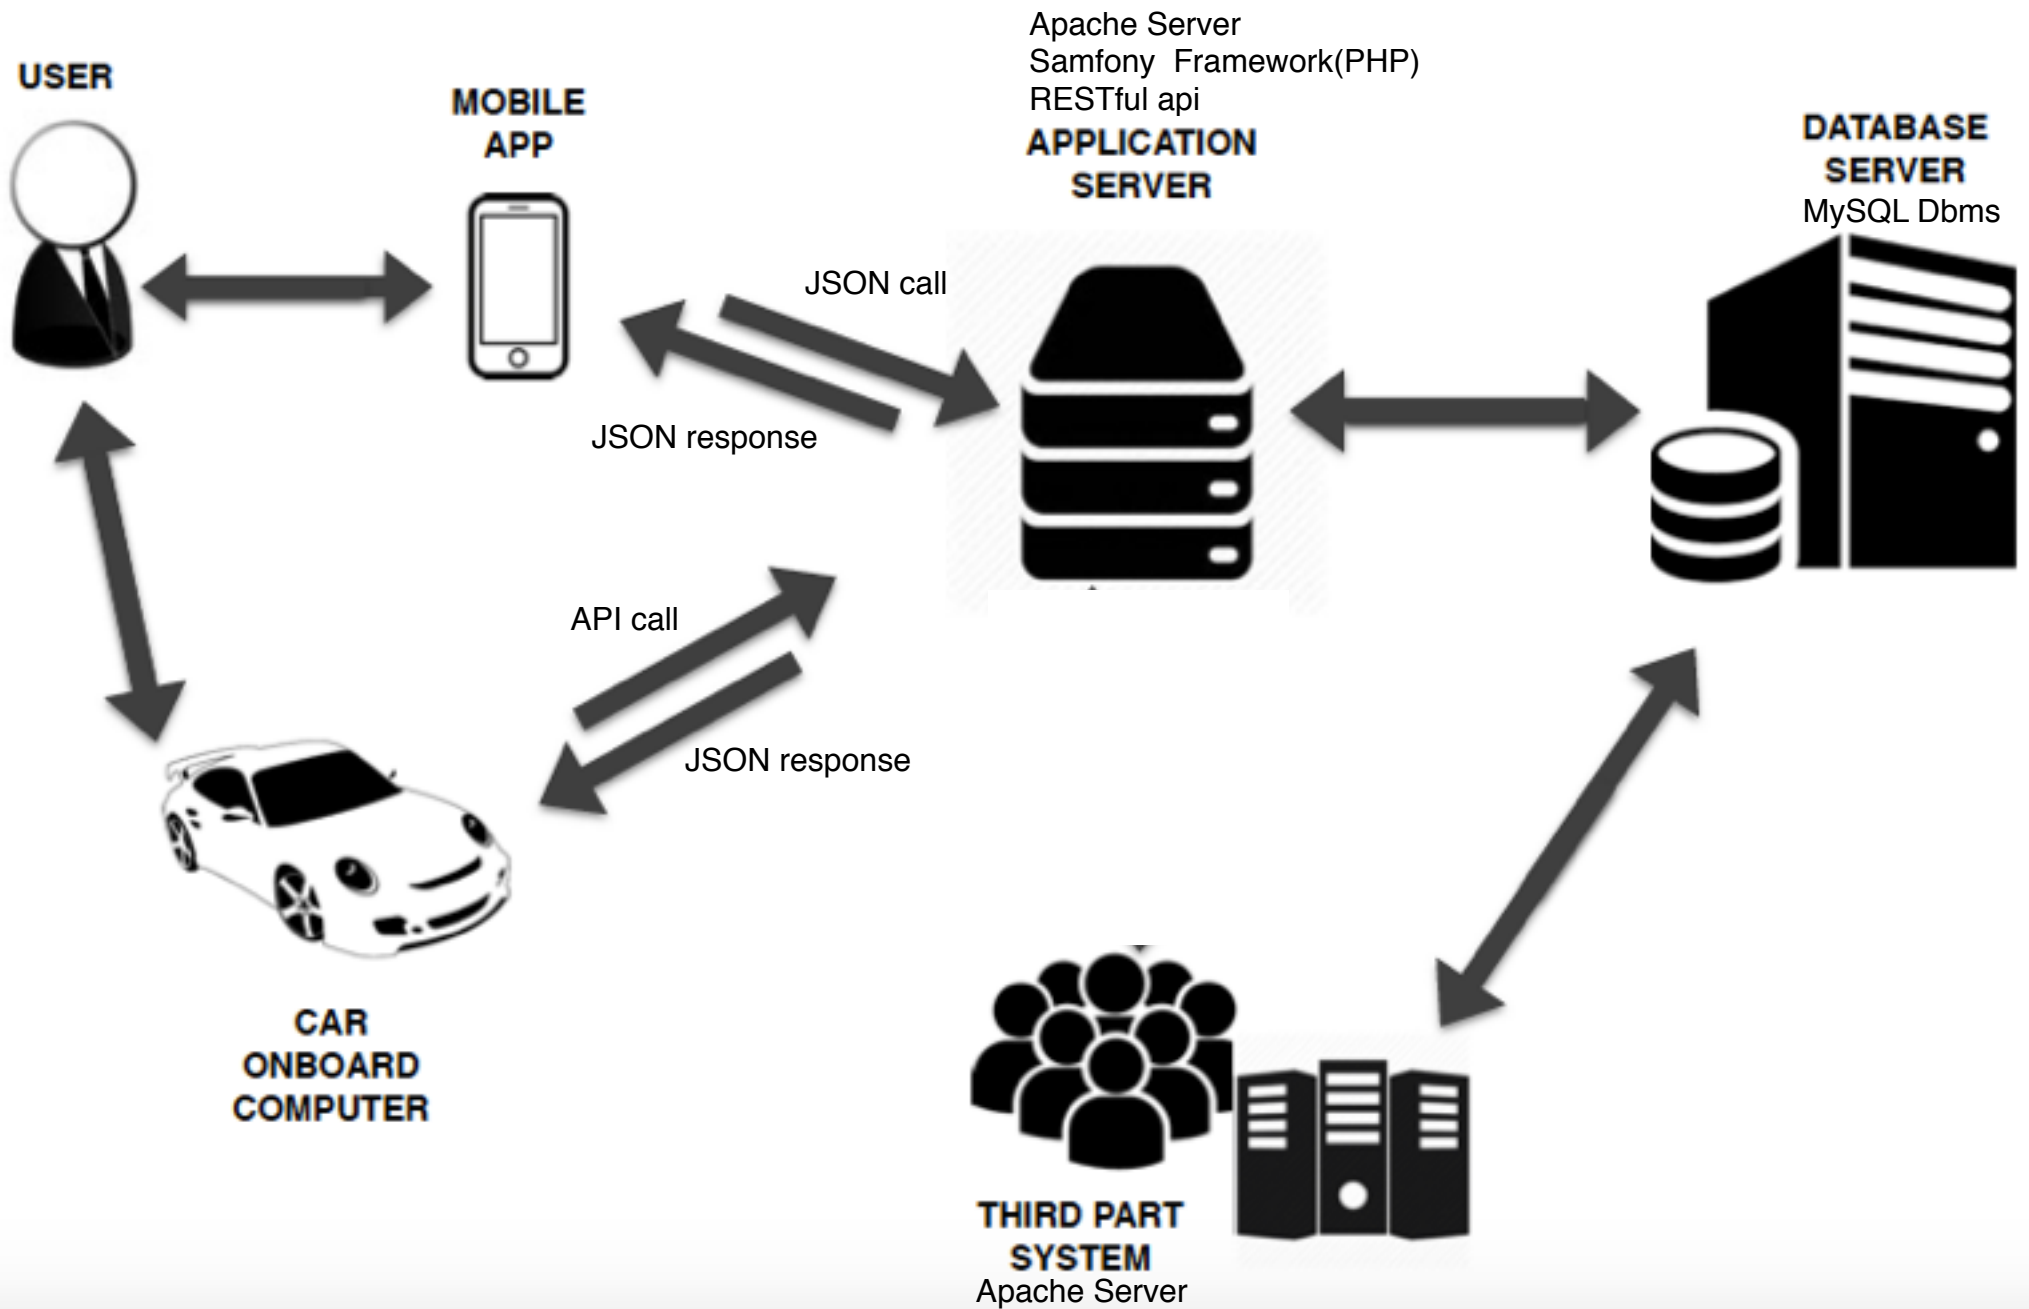 USER
MOBILE
APP
Apache Server
Samfony  Framework(PHP)
RESTful api
APPLICATION
SERVER
DATABASE
SERVER
MySQL Dbms
JSON call
JSON response
API call
JSON response
CAR
ONBOARD
COMPUTER
THIRD PART
SYSTEM
Apache Server